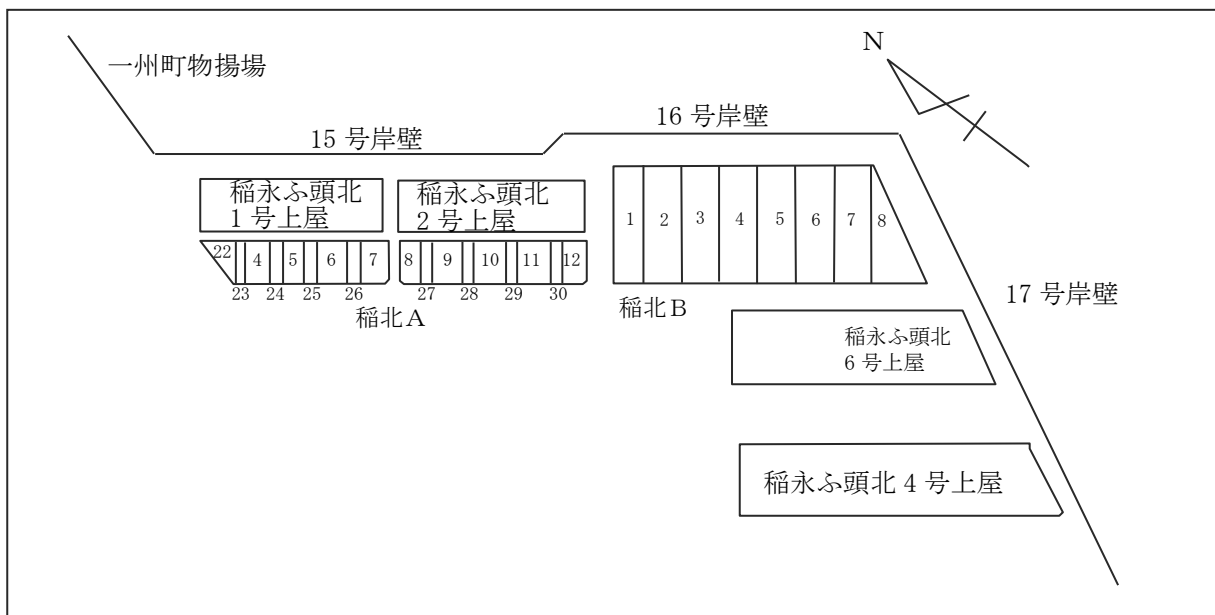 N
一州町物揚場
16 号岸壁
15 号岸壁
稲永ふ頭北
1 号上屋
稲永ふ頭北
2 号上屋
22 4 5 6 7 8 9 10 11 12
23 24 25 26 27 28 29 30
稲北A
1 2 3 4 5 6 7 8
稲北B
17 号岸壁
稲永ふ頭北
6 号上屋
稲永ふ頭北 4 号上屋